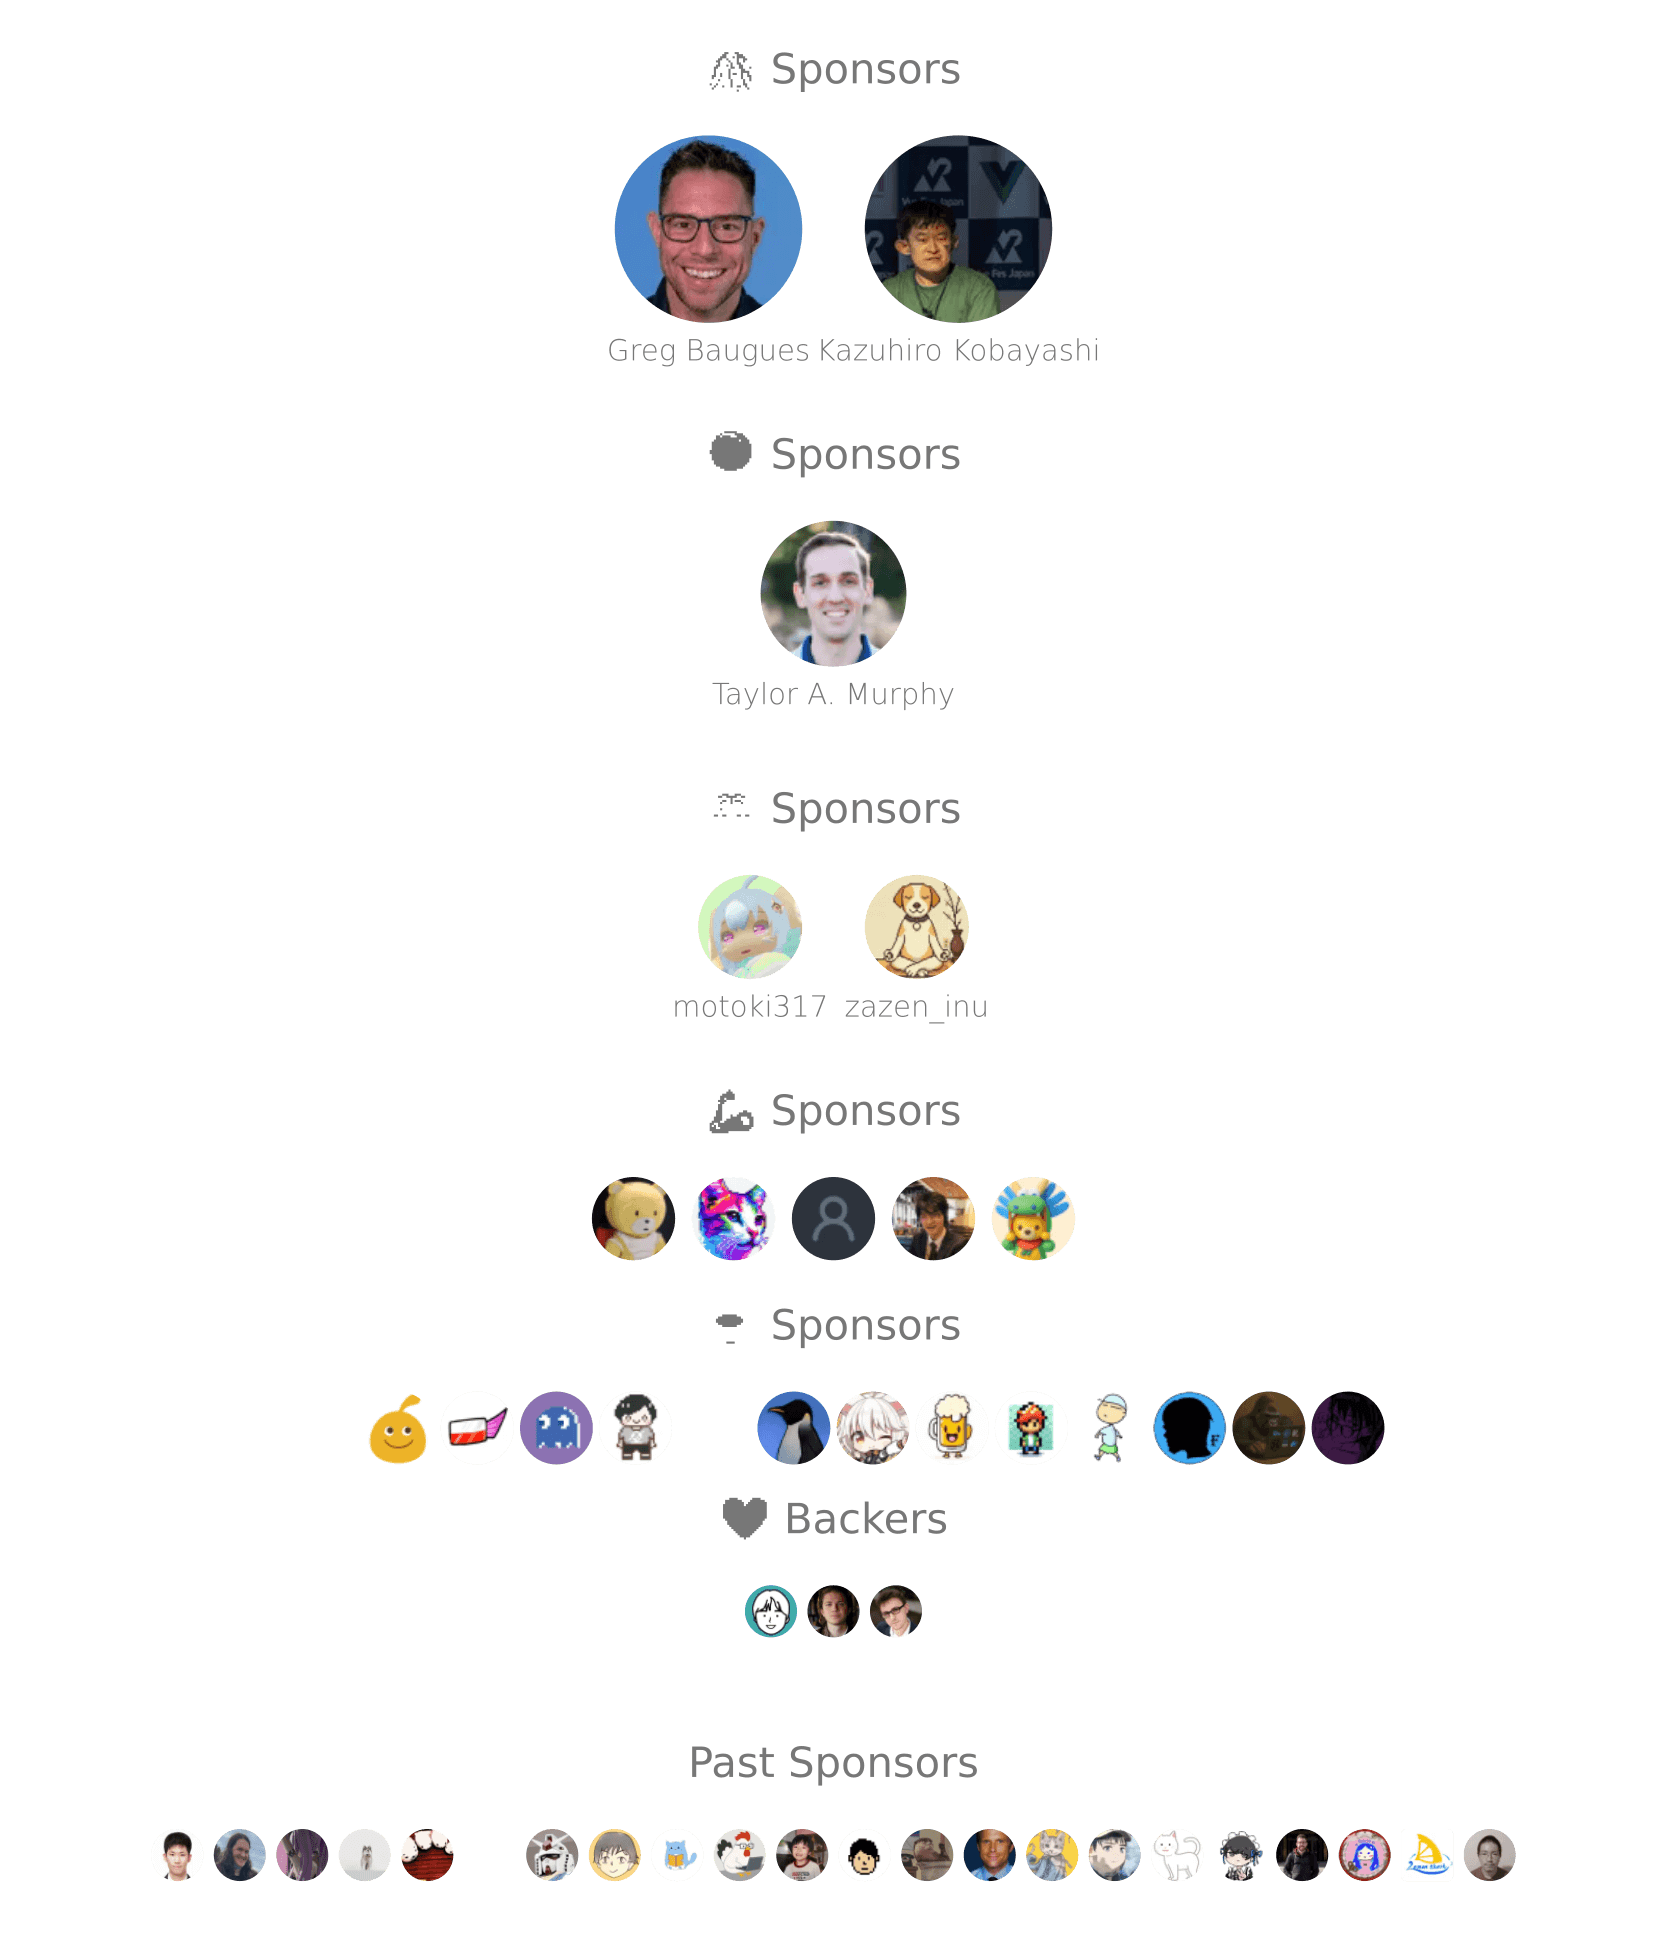 Sponsors
Greg Baugues Kazuhiro Kobayashi
Sponsors
Taylor A. Murphy
Sponsors
motoki317 zazen_inu
Sponsors
Sponsors
F
Backers
Past Sponsors